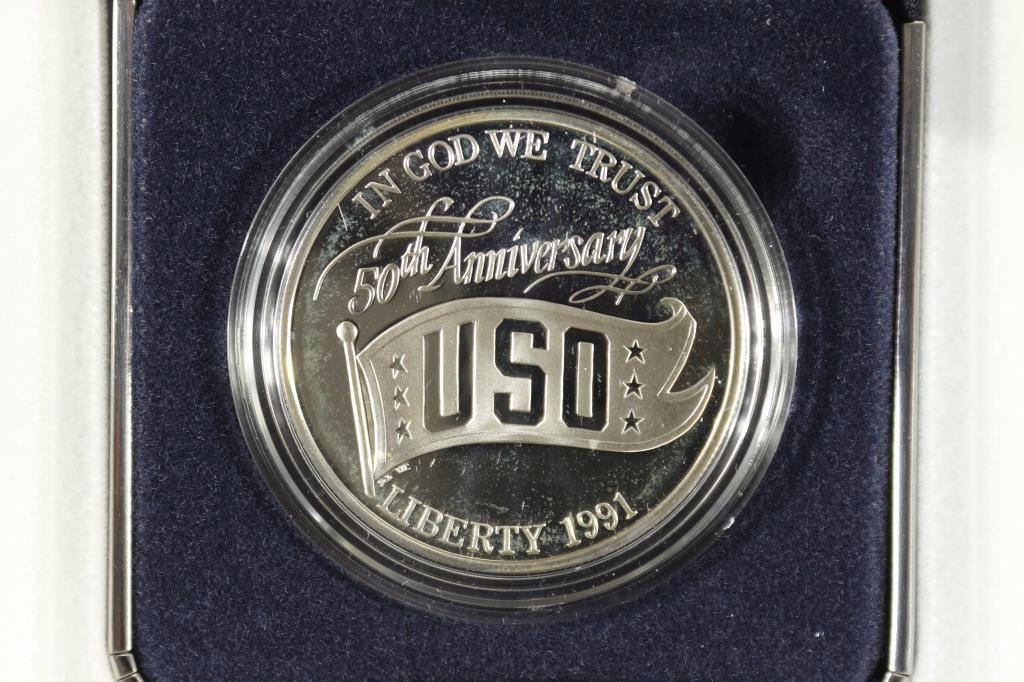 IN GOD WE TRUST
50th Anniversary
USO
LIBERTY 1991